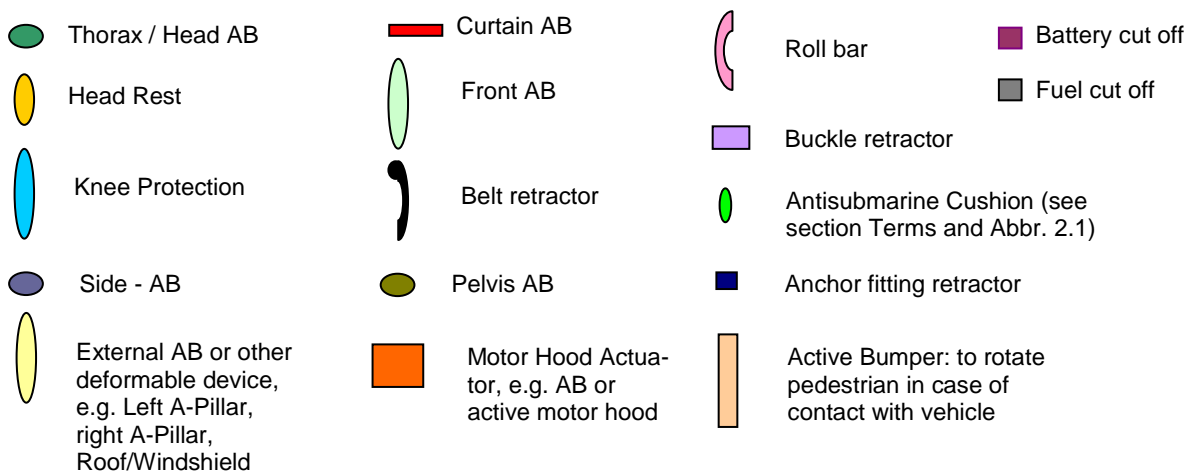 Thorax / Head AB
Head Rest
Knee Protection
Side - AB
External AB or other
deformable device,
e.g. Left A-Pillar,
right A-Pillar,
Roof/Windshield
Curtain AB
Front AB
Belt retractor
Pelvis AB
Motor Hood Actua-
tor, e.g. AB or
active motor hood
Roll bar
Buckle retractor
Antisubmarine Cushion (see
section Terms and Abbr. 2.1)
Anchor fitting retractor
Active Bumper: to rotate
pedestrian in case of
contact with vehicle
Battery cut off
Fuel cut off